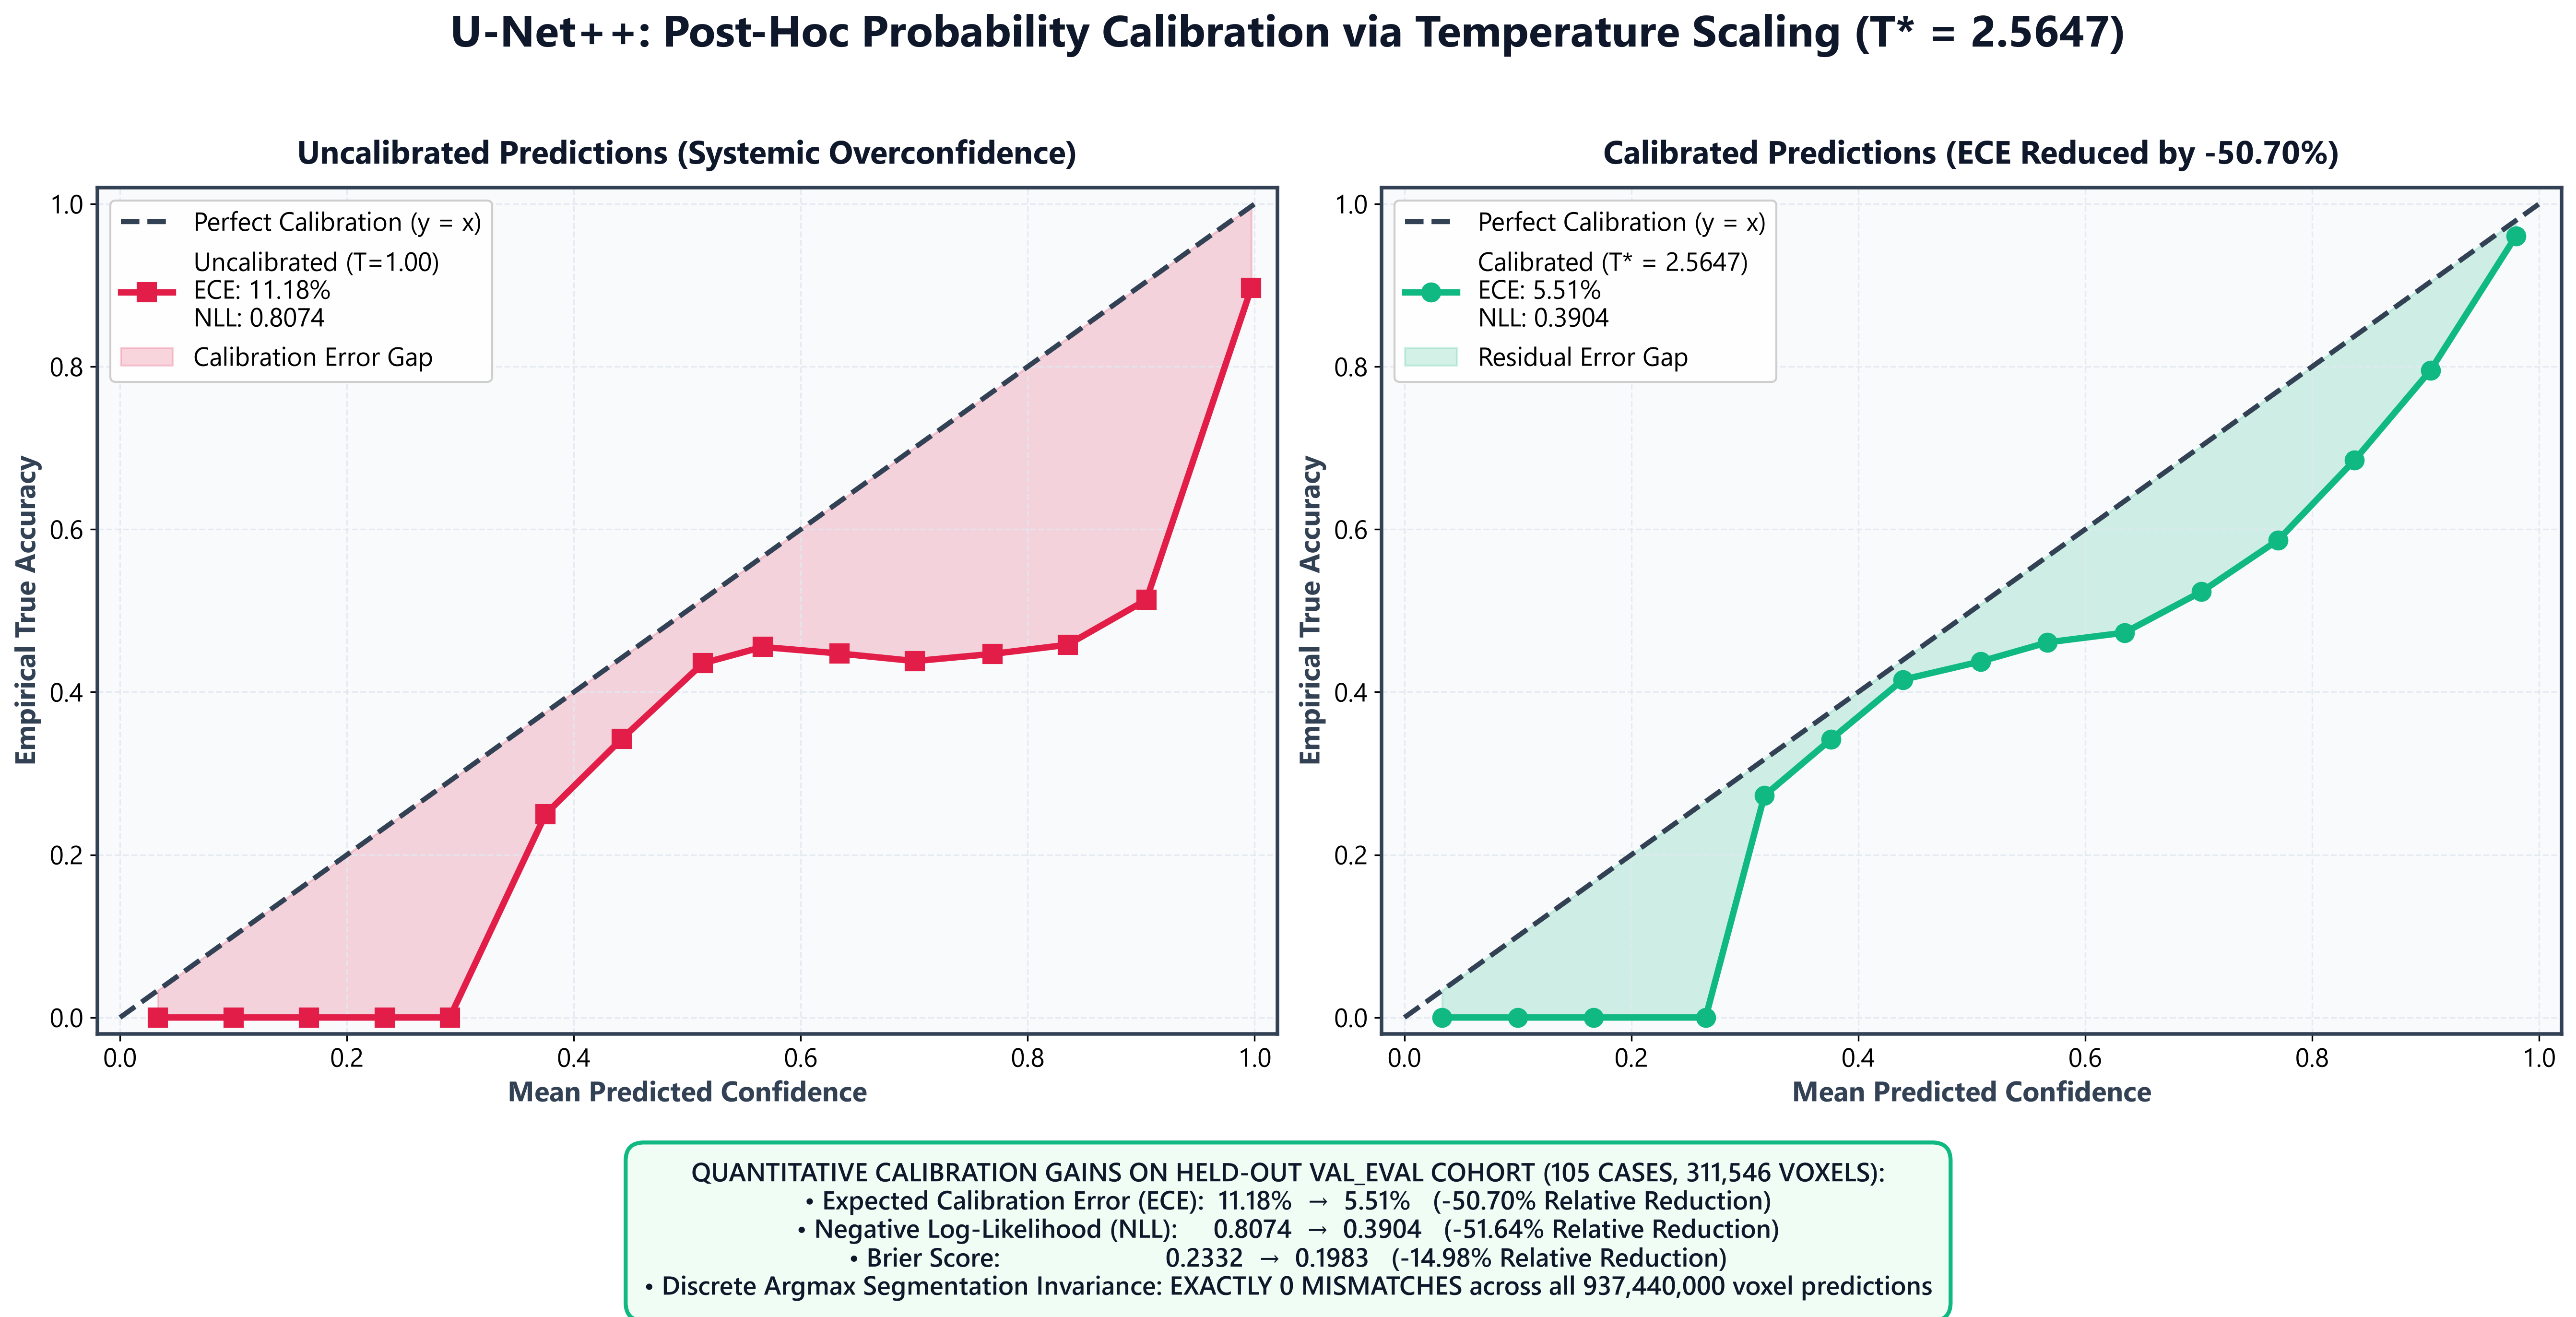 U-Net++: Post-Hoc Probability Calibration via Temperature Scaling (T* = 2.5647)
Uncalibrated Predictions (Systemic Overconfidence)
Perfect Calibration (y = x)
Uncalibrated (T=1.00)
ECE: 11.18%
NLL: 0.8074
Calibration Error Gap
1.0
0.8
0.6
0.4
0.2
0.0
Empirical True Accuracy
0.0 0.2 0.4 0.6 0.8 1.0
Mean Predicted Confidence
Calibrated Predictions (ECE Reduced by -50.70%)
Perfect Calibration (y = x)
Calibrated (T* = 2.5647)
ECE: 5.51%
NLL: 0.3904
Residual Error Gap
1.0
0.8
0.6
0.4
0.2
0.0
Empirical True Accuracy
0.0 0.2 0.4 0.6 0.8 1.0
Mean Predicted Confidence
QUANTITATIVE CALIBRATION GAINS ON HELD-OUT VAL_EVAL COHORT (105 CASES, 311,546 VOXELS):
• Expected Calibration Error (ECE): 11.18% → 5.51% (-50.70% Relative Reduction)
• Negative Log-Likelihood (NLL): 0.8074 → 0.3904 (-51.64% Relative Reduction)
• Brier Score: 0.2332 → 0.1983 (-14.98% Relative Reduction)
• Discrete Argmax Segmentation Invariance: EXACTLY 0 MISMATCHES across all 937,440,000 voxel predictions